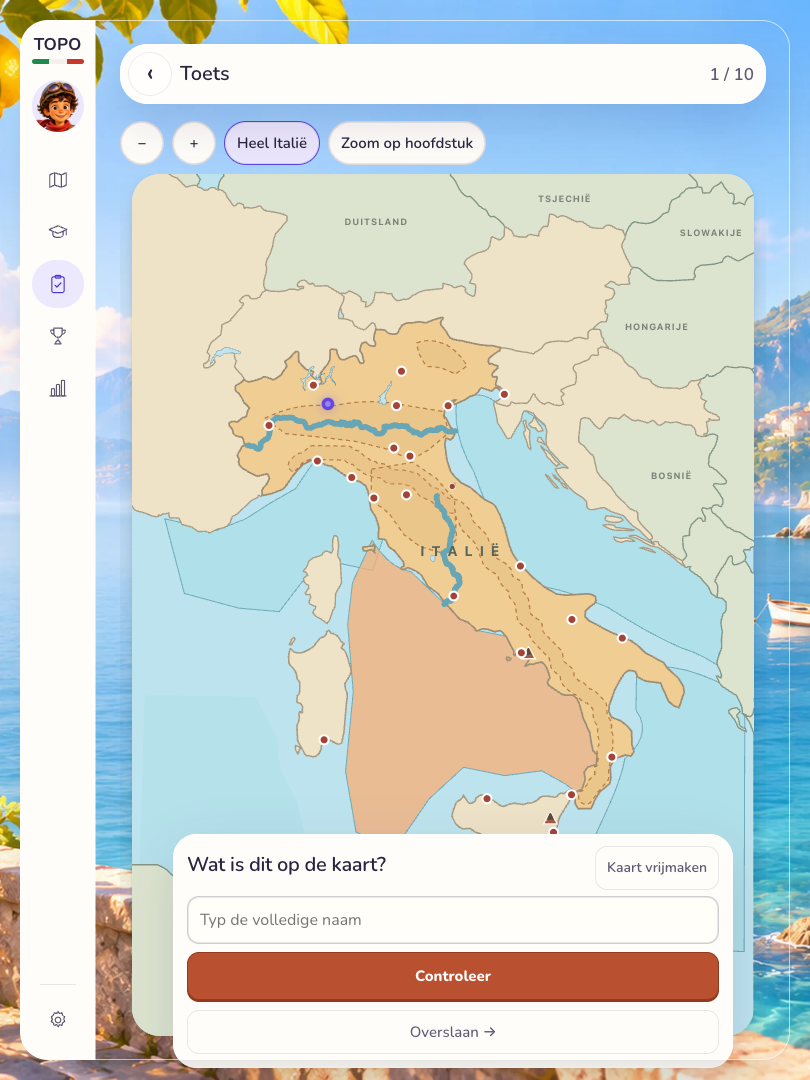 TOPO
‹ Toets 1 / 10
− + Heel Italië Zoom op hoofdstuk
TSJECHIË
DUITSLAND
SLOWAKIJE
HONGARIJE
BOSNIË
ITALIË
Wat is dit op de kaart?
Kaart vrijmaken
Typ de volledige naam
Controleer
Overslaan →